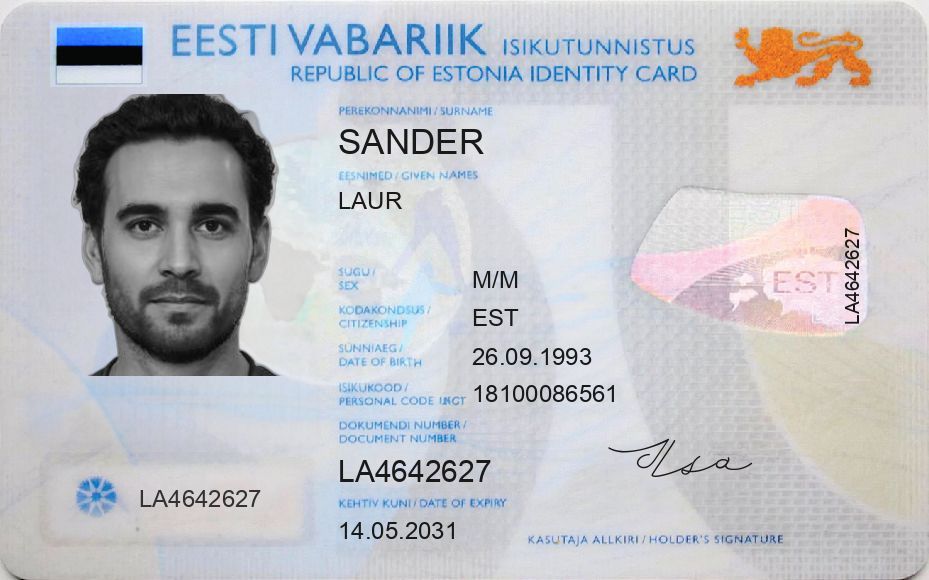 EESTI VABARIIK ISIKUTUNNISTUS
REPUBLIC OF ESTONIA IDENTITY CARD
PEREKONNANIMI / SURNAME
SANDER
EESNIMED / GIVEN NAMES
LAUR
SUGU /
SEX
M/M
KODAKONDSUS /
CITIZENSHIP
EST
SÜNNIAEG /
DATE OF BIRTH
26.09.1993
ISIKUKOOD /
PERSONAL CODE
18100086561
DOKUMENDI NUMBER /
DOCUMENT NUMBER
LA4642627
KEHTIV KUNI / DATE OF EXPIRY
14.05.2031
LA4642627
EST
LA4642627
KASUTAJA ALLKIRI / HOLDER'S SIGNATURE